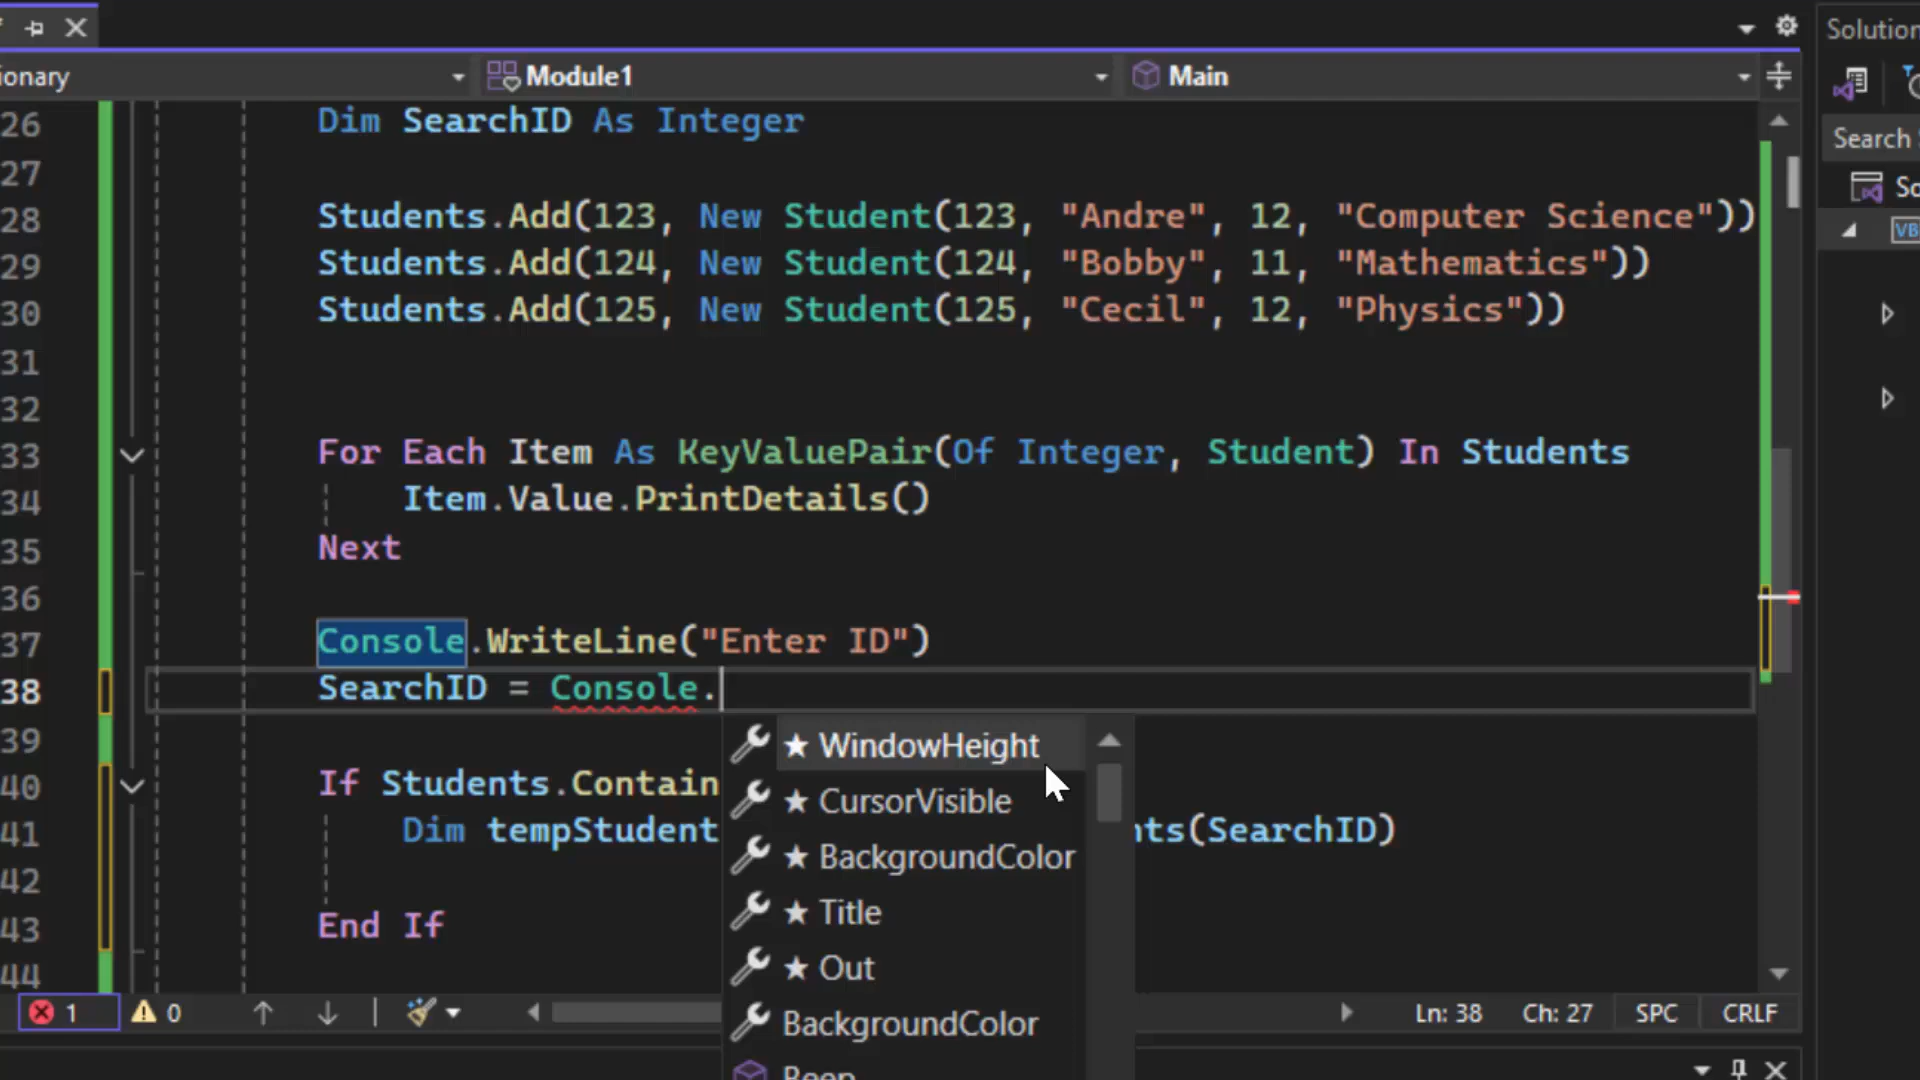 Solution
ionary
Module1
Main
26 Dim SearchID As Integer
27
28 Students.Add(123, New Student(123, "Andre", 12, "Computer Science"))
29 Students.Add(124, New Student(124, "Bobby", 11, "Mathematics"))
30 Students.Add(125, New Student(125, "Cecil", 12, "Physics"))
31
32
33 For Each Item As KeyValuePair(Of Integer, Student) In Students
34 Item.Value.PrintDetails()
35 Next
36
37 Console.WriteLine("Enter ID")
38 SearchID = Console.
39
40 If Students.Contain
41 Dim tempStudent nts(SearchID)
42
43 End If
44
★ WindowHeight
★ CursorVisible
★ BackgroundColor
★ Title
★ Out
BackgroundColor
Beep
1 0
Ln: 38 Ch: 27 SPC CRLF
Search
So
VB